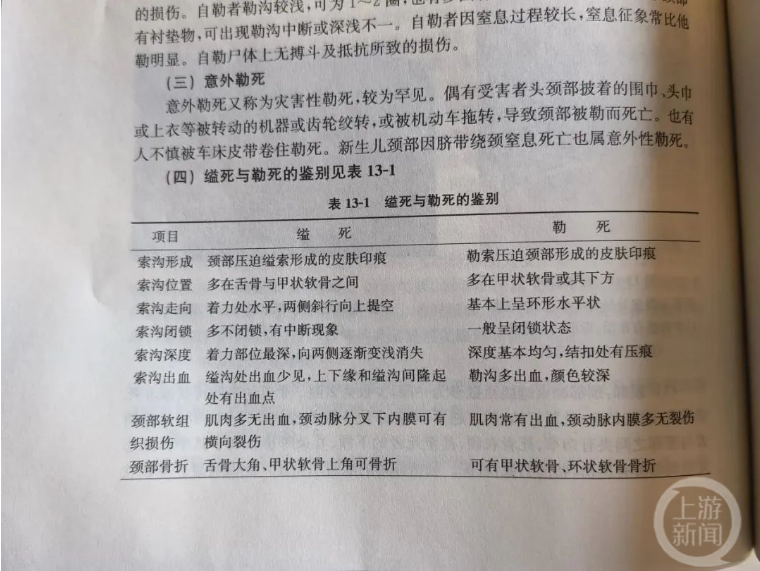 的损伤。自勒者勒沟较浅,可为1～2圈,
有衬垫物,可出现勒沟中断或深浅不一。自勒者因窒息过程较长,窒息征象常比他
勒明显。自勒尸体上无搏斗及抵抗所致的损伤。
(三) 意外勒死
意外勒死又称为灾害性勒死,较为罕见。偶有受害者头颈部披着的围巾、头巾
或上衣等被转动的机器或齿轮绞转,或被机动车拖转,导致颈部被勒而死亡。也有
人不慎被车床皮带卷住勒死。新生儿颈部因脐带绕颈窒息死亡也属意外性勒死。
(四) 缢死与勒死的鉴别见表 13-1
表 13-1 缢死与勒死的鉴别
项目 缢 死 勒 死
索沟形成 颈部压迫缢索形成的皮肤印痕 勒索压迫颈部形成的皮肤印痕
索沟位置 多在舌骨与甲状软骨之间 多在甲状软骨或其下方
索沟走向 着力处水平,两侧斜行向上提空 基本上呈环形水平状
索沟闭锁 多不闭锁,有中断现象 一般呈闭锁状态
索沟深度 着力部位最深,向两侧逐渐变浅消失 深度基本均匀,结扣处有压痕
索沟出血 缢沟处出血少见,上下缘和缢沟间隆起 勒沟多出血,颜色较深
处有出血点
颈部软组 肌肉多无出血,颈动脉分叉下内膜可有 肌肉常有出血,颈动脉内膜多无裂伤
织损伤 横向裂伤
颈部骨折 舌骨大角、甲状软骨上角可骨折 可有甲状软骨、环状软骨骨折
上游
新闻